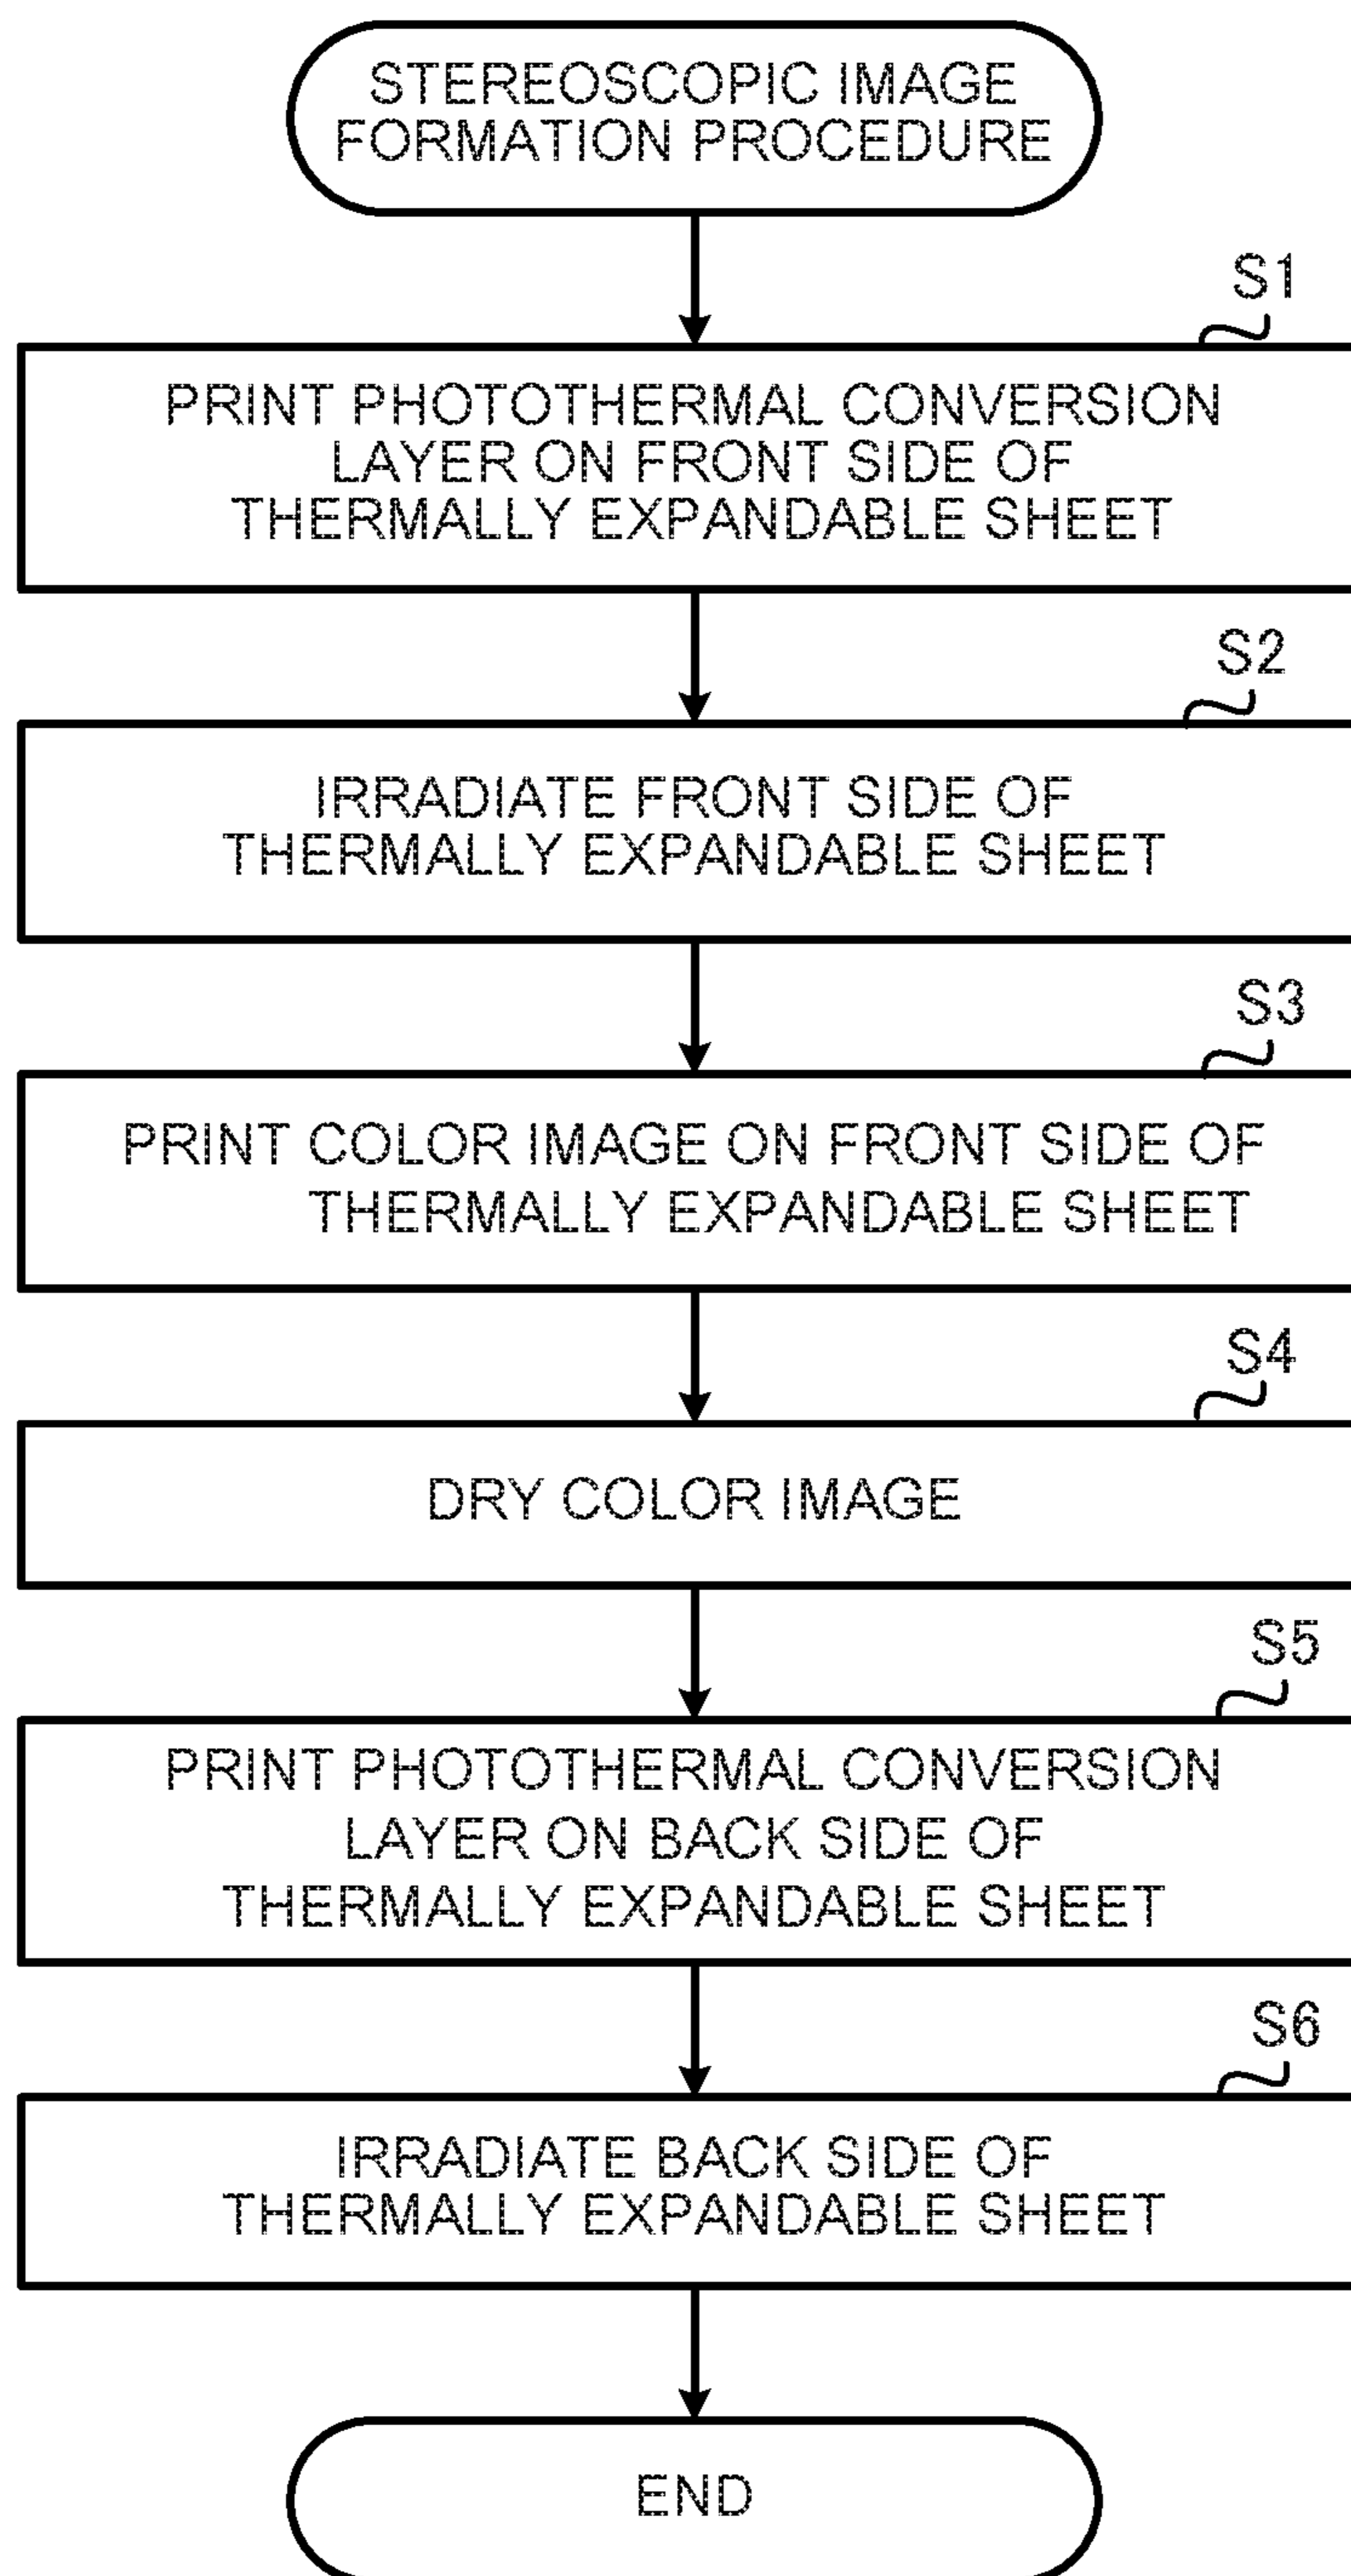 STEREOSCOPIC IMAGE
FORMATION PROCEDURE
S1
PRINT PHOTOTHERMAL CONVERSION
LAYER ON FRONT SIDE OF
THERMALLY EXPANDABLE SHEET
S2
IRRADIATE FRONT SIDE OF
THERMALLY EXPANDABLE SHEET
S3
PRINT COLOR IMAGE ON FRONT SIDE OF
THERMALLY EXPANDABLE SHEET
S4
DRY COLOR IMAGE
S5
PRINT PHOTOTHERMAL CONVERSION
LAYER ON BACK SIDE OF
THERMALLY EXPANDABLE SHEET
S6
IRRADIATE BACK SIDE OF
THERMALLY EXPANDABLE SHEET
END